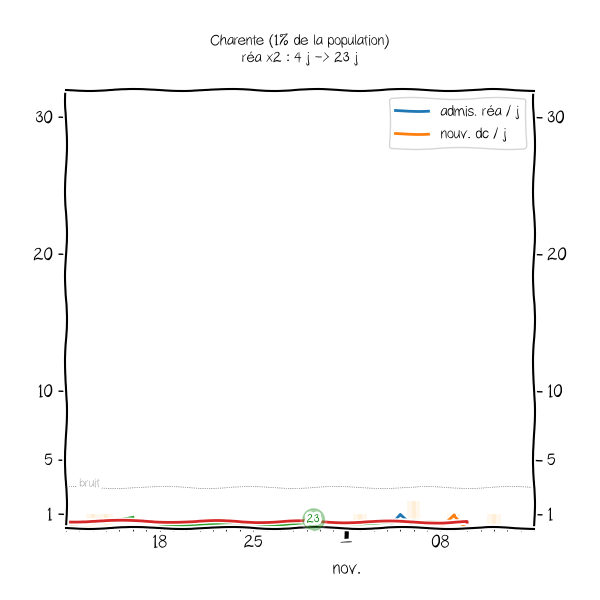 Charente (1% de la population)
réa x2 : 4 j -> 23 j
admis. réa / j
nouv. dc / j
30
30
20
20
10
10
5
5
bruit
1
1
23
18
25
08
nov.